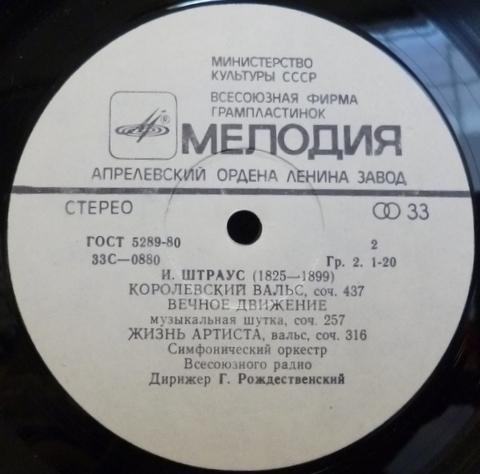 МИНИСТЕРСТВО
КУЛЬТУРЫ СССР
ВСЕСОЮЗНАЯ ФИРМА
ГРАМПЛАСТИНОК
®
МЕЛОДИЯ
АПРЕЛЕВСКИЙ ОРДЕНА ЛЕНИНА ЗАВОД
СТЕРЕО 33
ГОСТ 5289-80 2
33С—0880 Гр. 2. 1-20
И. ШТРАУС (1825—1899)
КОРОЛЕВСКИЙ ВАЛЬС, соч. 437
ВЕЧНОЕ ДВИЖЕНИЕ
музыкальная шутка, соч. 257
ЖИЗНЬ АРТИСТА, вальс, соч. 316
Симфонический оркестр
Всесоюзного радио
Дирижер Г. Рождественский